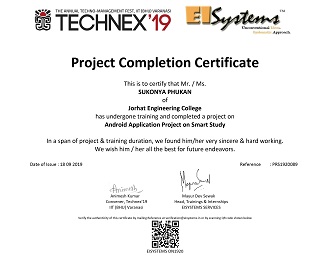 THE ANNUAL TECHNO-MANAGEMENT FEST, IIT (BHU) VARANASI
TECHNEX'19
EISystems
TM
Unconventional Ideas
Systematic Approach
Project Completion Certificate
This is to certify that Mr. / Ms.
SUKONYA PHUKAN
of
Jorhat Engineering College
has undergone training and completed a project on
Android Application Project on Smart Study
In a span of project & training duration, we found him/her very sincere & hard working.
We wish him / her all the best for future endeavors.
Date of Issue : 18 09 2019
Reference : PRS1920089
Animesh Kumar
Convener, Technex'19
IIT (BHU) Varanasi
Mayur Dev Sewak
Head, Trainings & Internships
EISYSTEMS SERVICES
EISYSTEMS ON1920